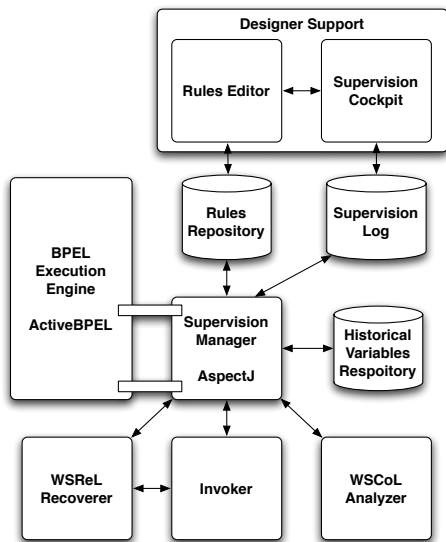 Designer Support
Rules Editor
Supervision
Cockpit
Rules
Repository
Supervision
Log
BPEL
Execution
Engine
ActiveBPEL
Supervision
Manager
AspectJ
Historical
Variables
Respoitory
WSReL
Recoverer
Invoker
WSCoL
Analyzer